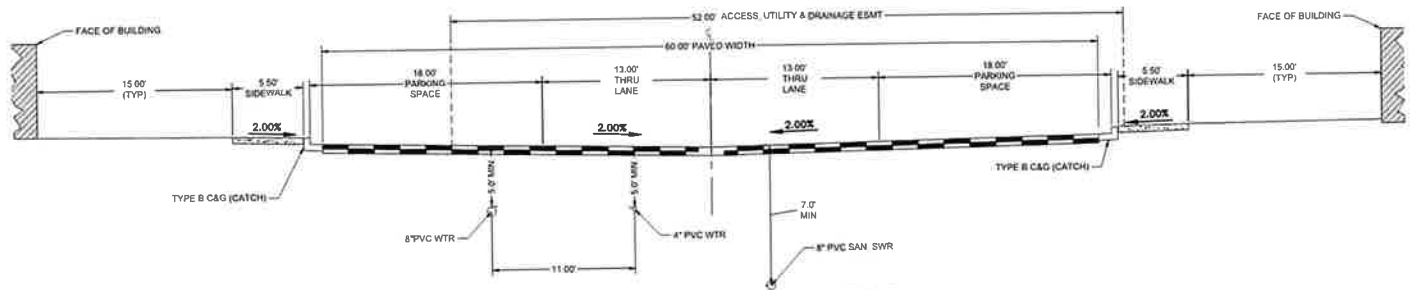 52.00' ACCESS, UTILITY & DRAINAGE ESMT
FACE OF BUILDING
FACE OF BUILDING
60.00' PAVED WIDTH
15.00'
(TYP)
5.50'
SIDEWALK
18.00'
PARKING
SPACE
13.00'
THRU
LANE
13.00'
THRU
LANE
18.00'
PARKING
SPACE
5.50'
SIDEWALK
15.00'
(TYP)
2.00%
2.00%
2.00%
2.00%
TYPE B C&G (CATCH)
TYPE B C&G (CATCH)
5.0' MIN
5.0' MIN
7.0'
MIN
8"PVC WTR
4" PVC WTR
8" PVC SAN SWR
11.00'